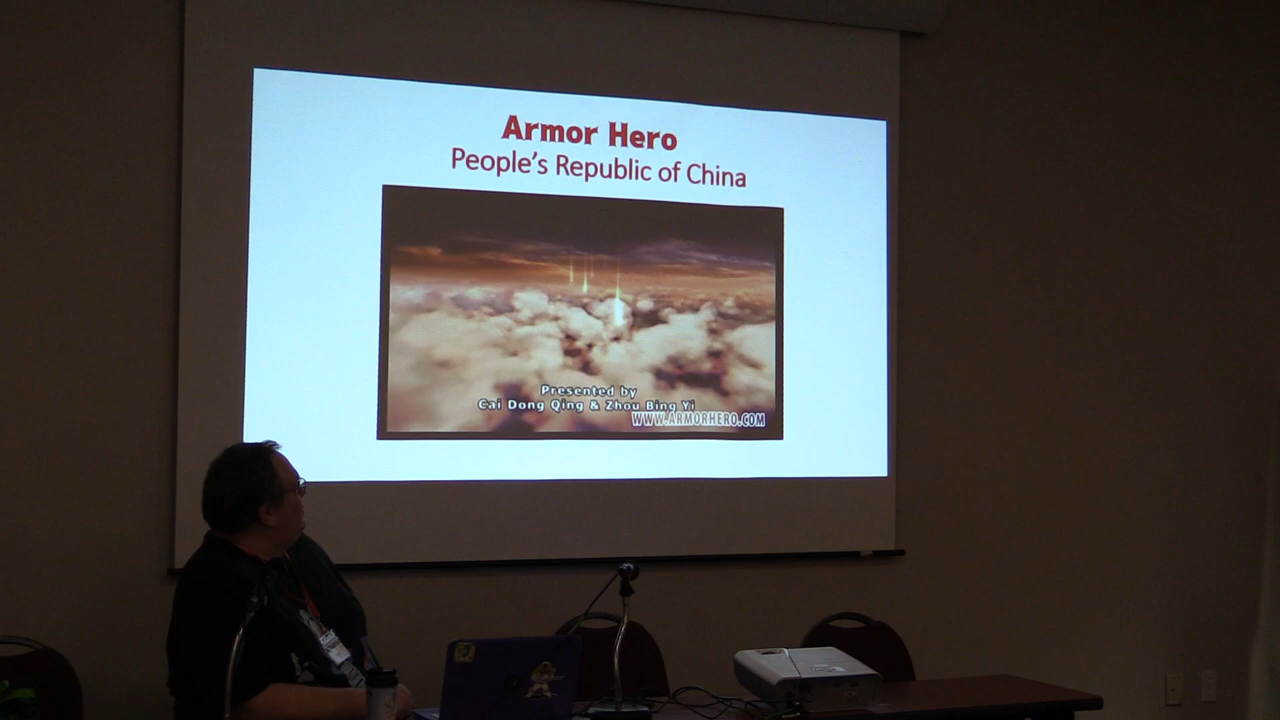 Armor Hero
People's Republic of China
Presented by
Cai Dong Qing & Zhou Bing Yi
WWW.ARMORHERO.COM